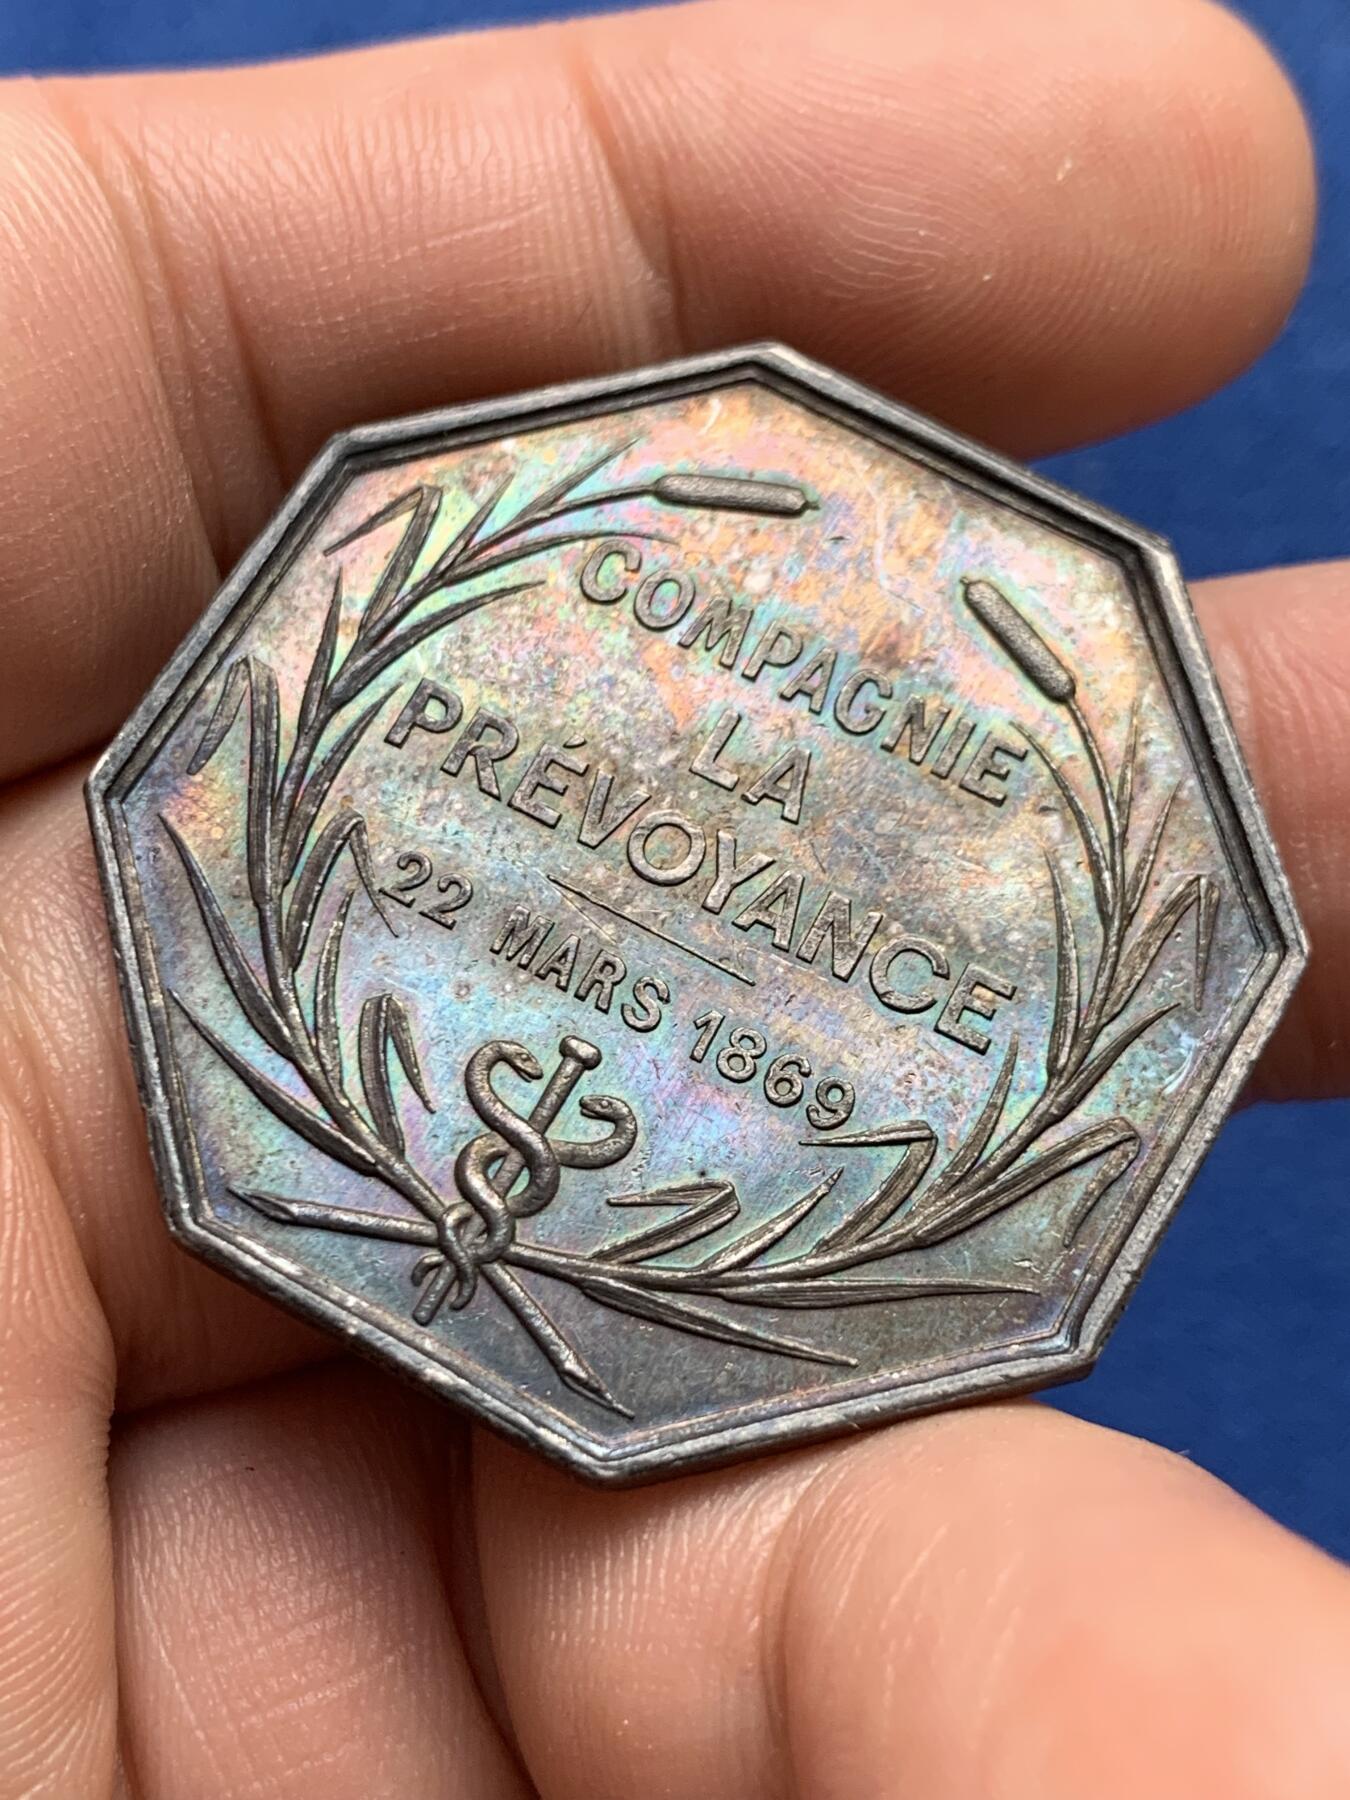 COMPAGNIE
LA
PRÉVOYANCE
22 MARS 1869